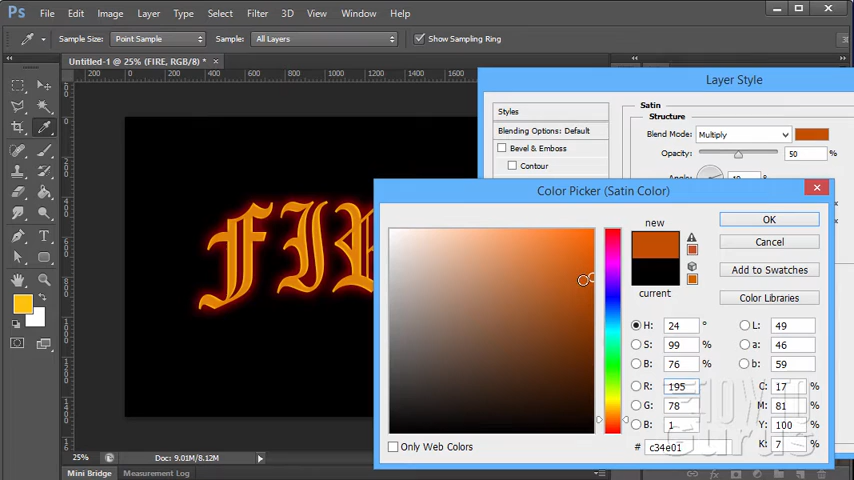 Ps File Edit Image Layer Type Select Filter 3D View Window Help
Sample Size: Point Sample Sample: All Layers Show Sampling Ring
Untitled-1 @ 25% (FIRE, RGB/8) * ×
200 0 200 400 600 800 1000 1200 1400 1600
Layer Style
Styles
Blending Options: Default
Bevel & Emboss
Contour
Satin
Structure
Blend Mode: Multiply
Opacity: 50 %
Angle:
FI
Color Picker (Satin Color)
new
current
OK
Cancel
Add to Swatches
Color Libraries
H: 24 °
S: 99 %
B: 76 %
R: 195
G: 78
B: 1
# c34e01
L: 49
a: 46
b: 59
C: 17 %
M: 81 %
Y: 100 %
K: 7 %
Only Web Colors
25% Doc: 9.01M/8.12M
Mini Bridge Measurement Log